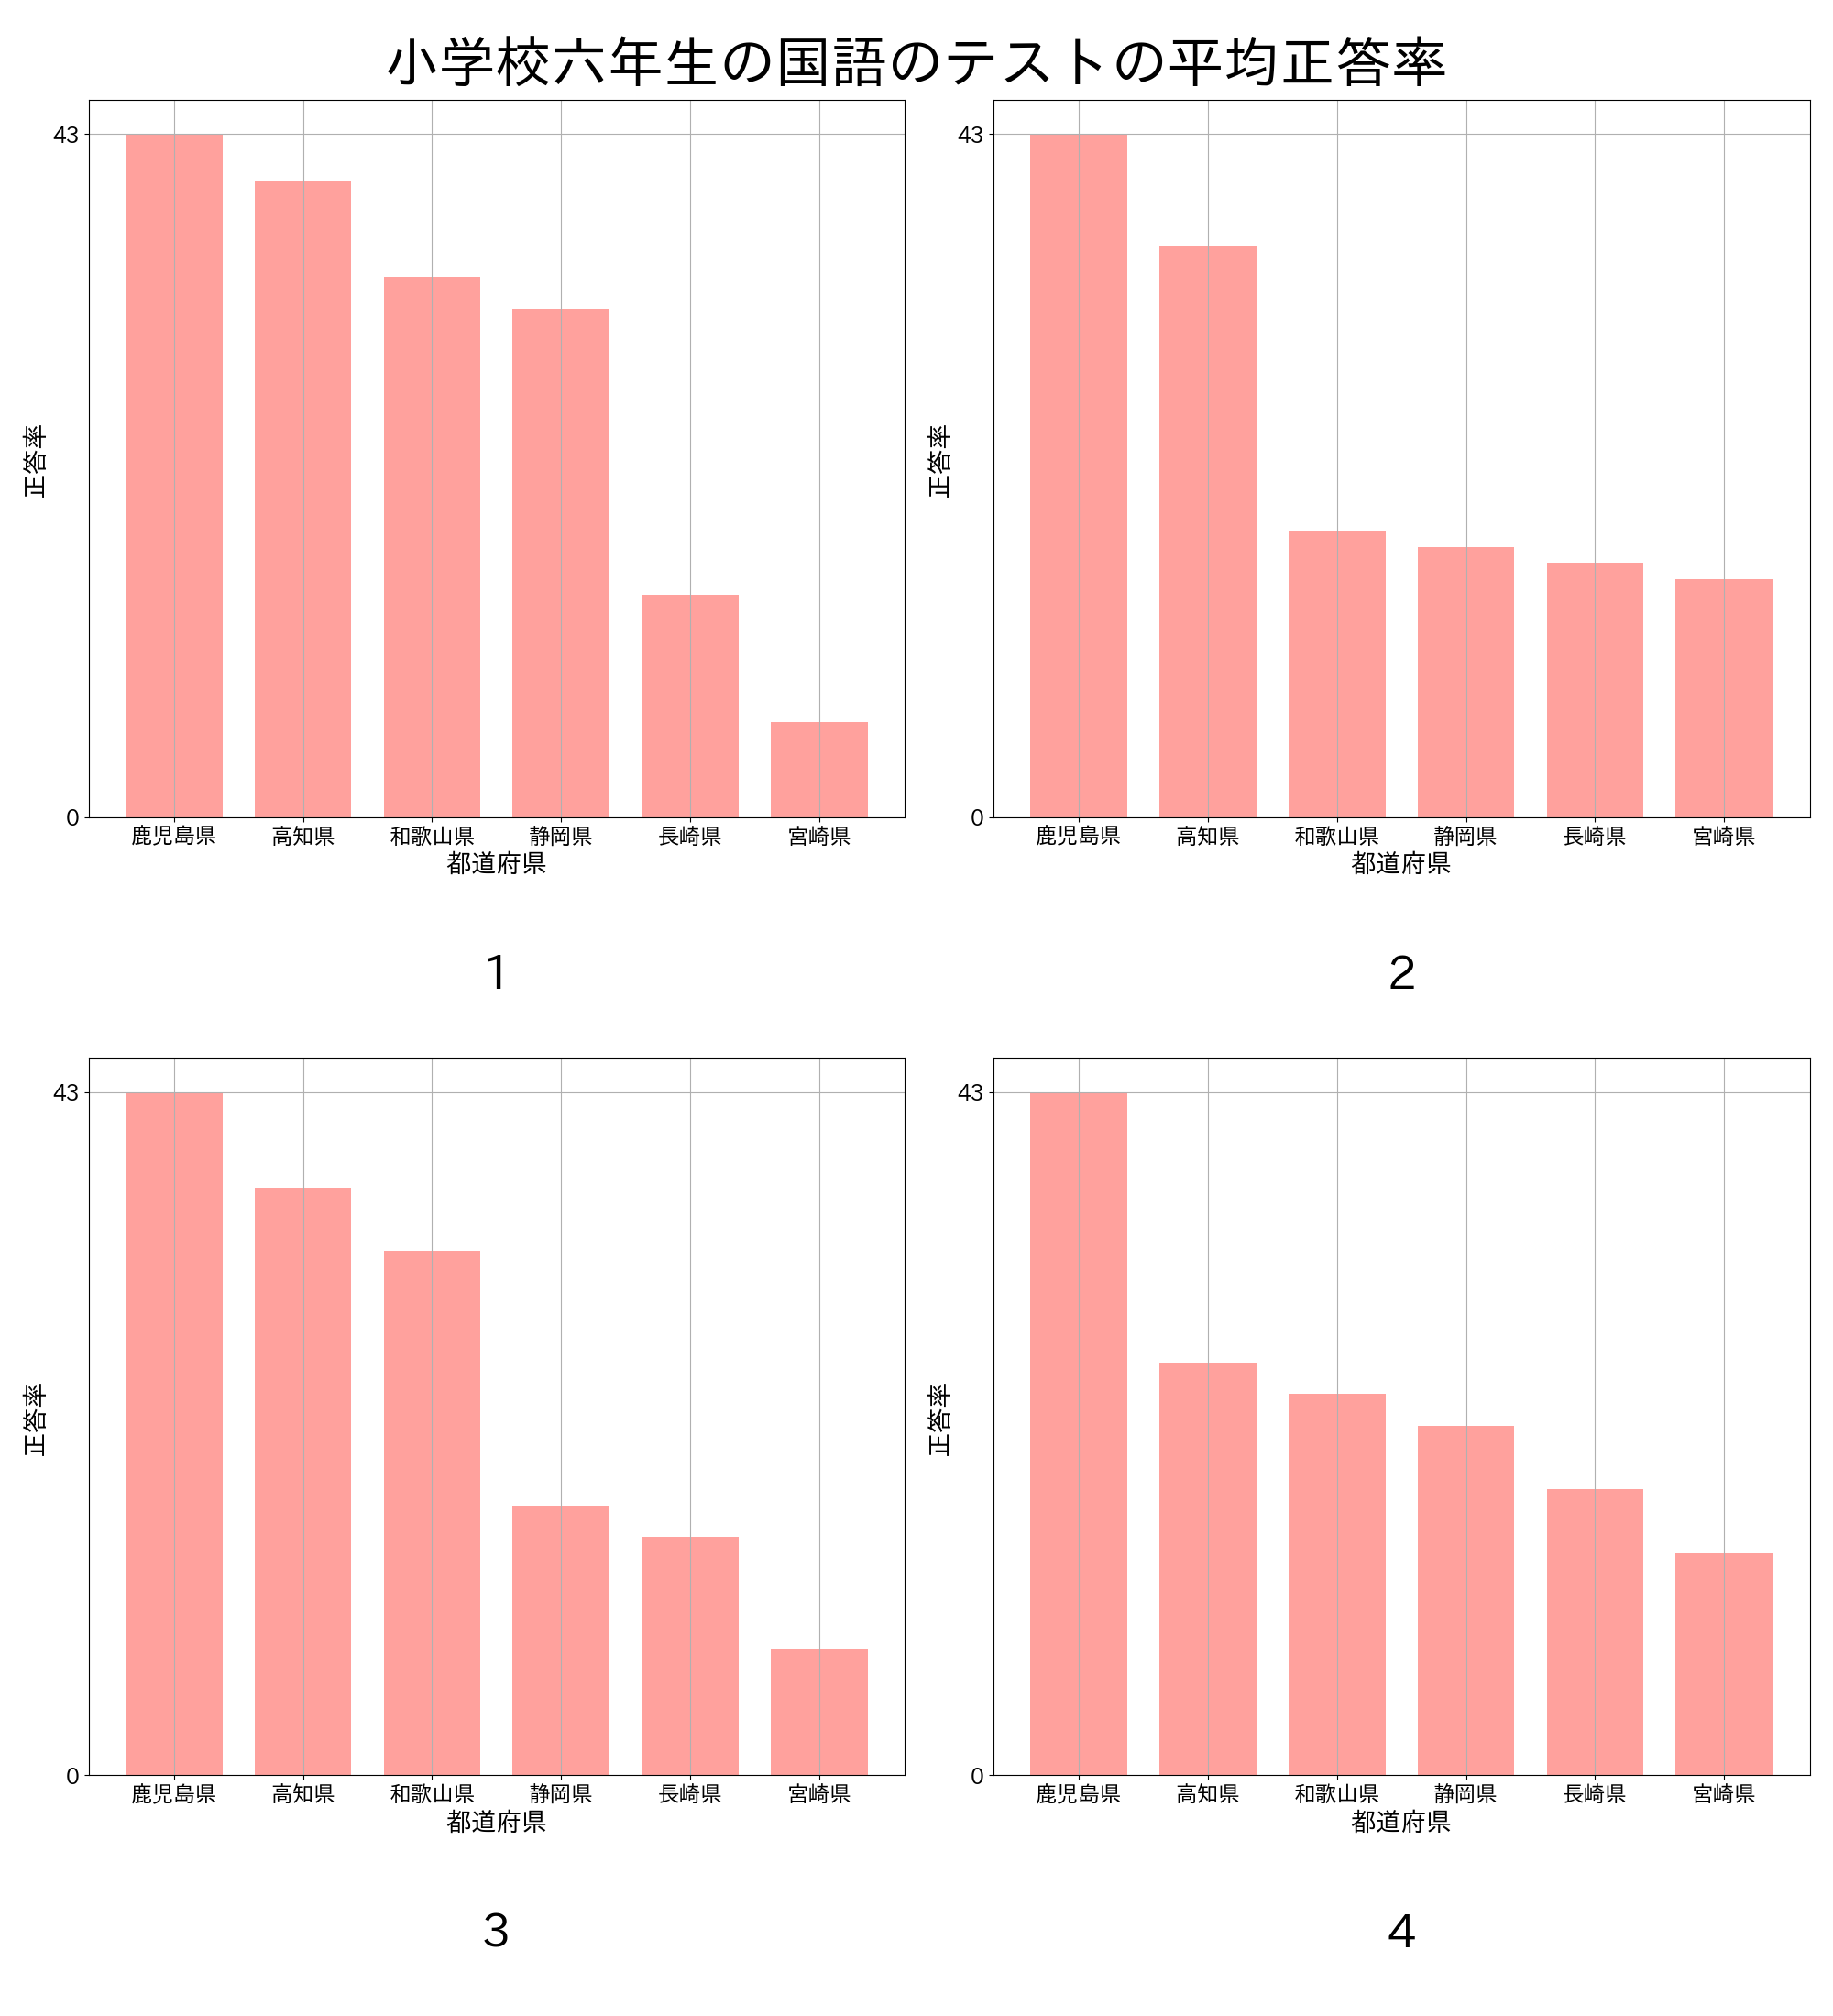 小学校六年生の国語のテストの平均正答率
43
0
正答率
鹿児島県 高知県 和歌山県 静岡県 長崎県 宮崎県
都道府県
1
43
0
正答率
鹿児島県 高知県 和歌山県 静岡県 長崎県 宮崎県
都道府県
2
43
0
正答率
鹿児島県 高知県 和歌山県 静岡県 長崎県 宮崎県
都道府県
3
43
0
正答率
鹿児島県 高知県 和歌山県 静岡県 長崎県 宮崎県
都道府県
4